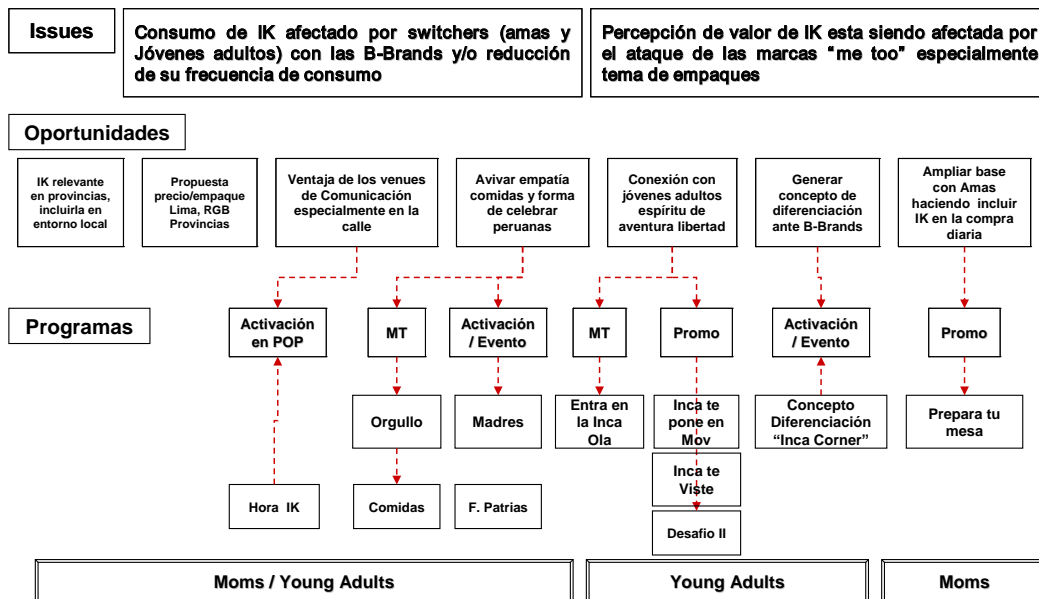 Issues
Consumo de IK afectado por switchers (amas y
Jóvenes adultos) con las B-Brands y/o reducción
de su frecuencia de consumo
Percepción de valor de IK esta siendo afectada por
el ataque de las marcas “me too” especialmente
tema de empaques
Oportunidades
IK relevante
en provincias,
incluirla en
entorno local
Propuesta
precio/empaque
Lima, RGB
Provincias
Ventaja de los venues
de Comunicación
especialmente en la
calle
Avivar empatía
comidas y forma
de celebrar
peruanas
Conexión con
jóvenes adultos
espíritu de
aventura libertad
Generar
concepto de
diferenciación
ante B-Brands
Ampliar base
con Amas
haciendo incluir
IK en la compra
diaria
Programas
Activación
en POP
MT
Activación
/ Evento
MT
Promo
Activación
/ Evento
Promo
Orgullo
Madres
Entra en
la Inca
Ola
Inca te
pone en
Mov
Concepto
Diferenciación
“Inca Corner”
Prepara tu
mesa
Inca te
Viste
Hora IK
Comidas
F. Patrias
Desafio II
Moms / Young Adults
Young Adults
Moms